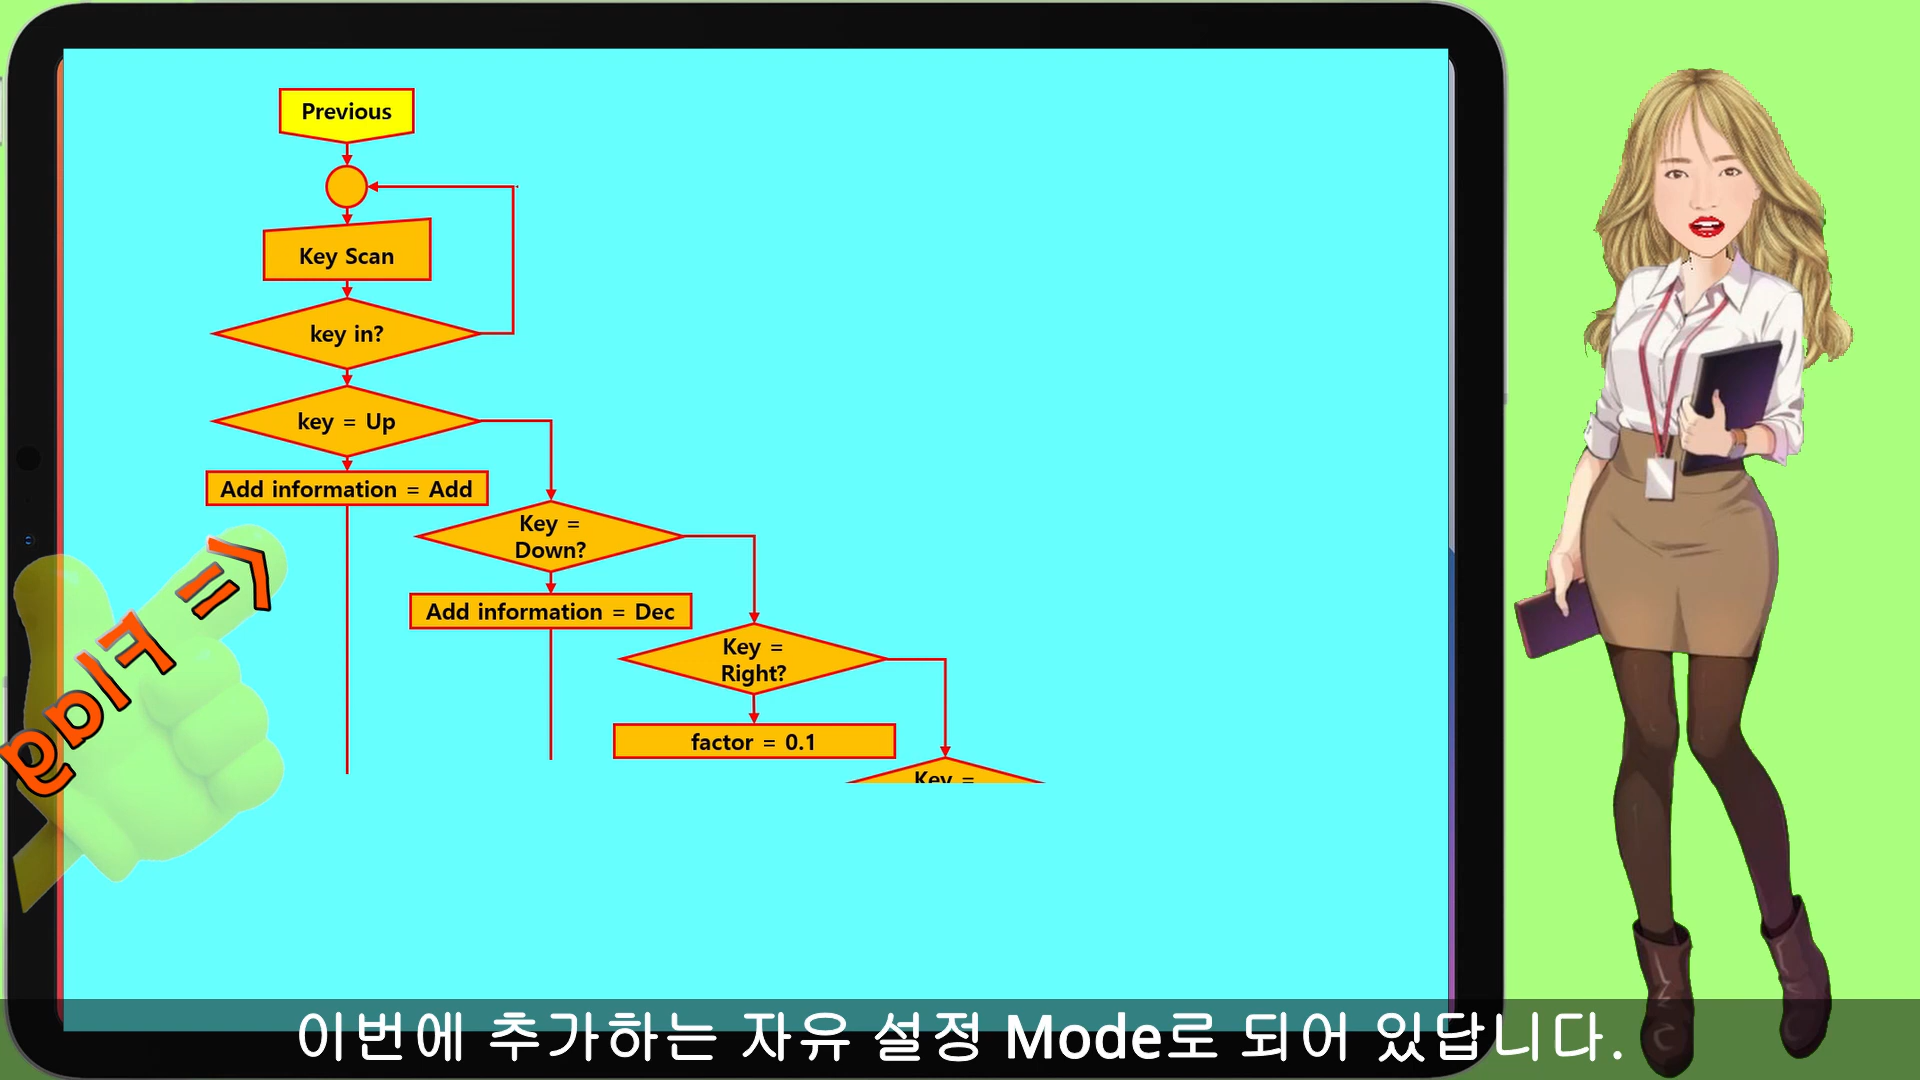 Previous
Key Scan
key in?
key = Up
Add information = Add
Key =
Down?
Add information = Dec
Key =
Right?
factor = 0.1
Key =
<= Flag
이번에 추가하는 자유 설정 Mode로 되어 있답니다.